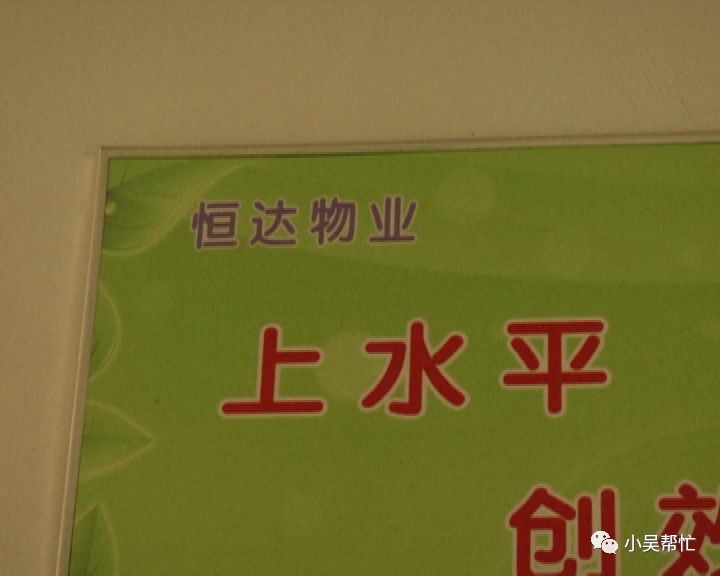 恒达物业
上水平
创效
小吴帮忙